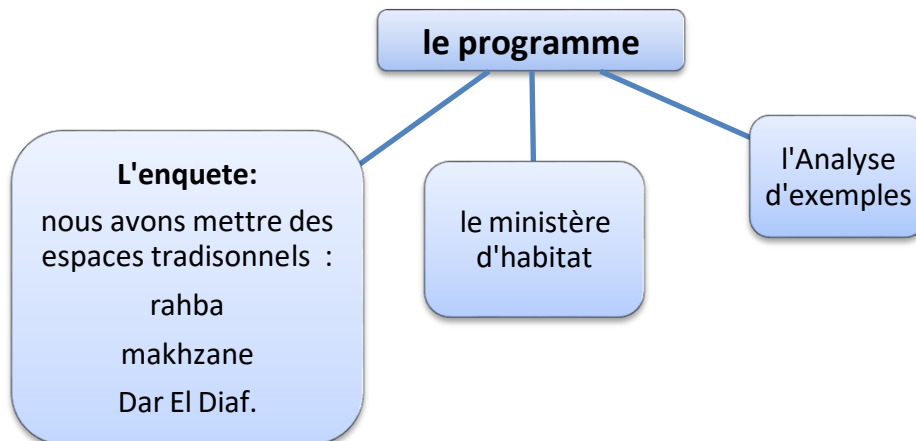 le programme
L'enquete:
nous avons mettre des
espaces tradisonnels  :
rahba
makhzane
Dar El Diaf.
le ministère
d'habitat
l'Analyse
d'exemples